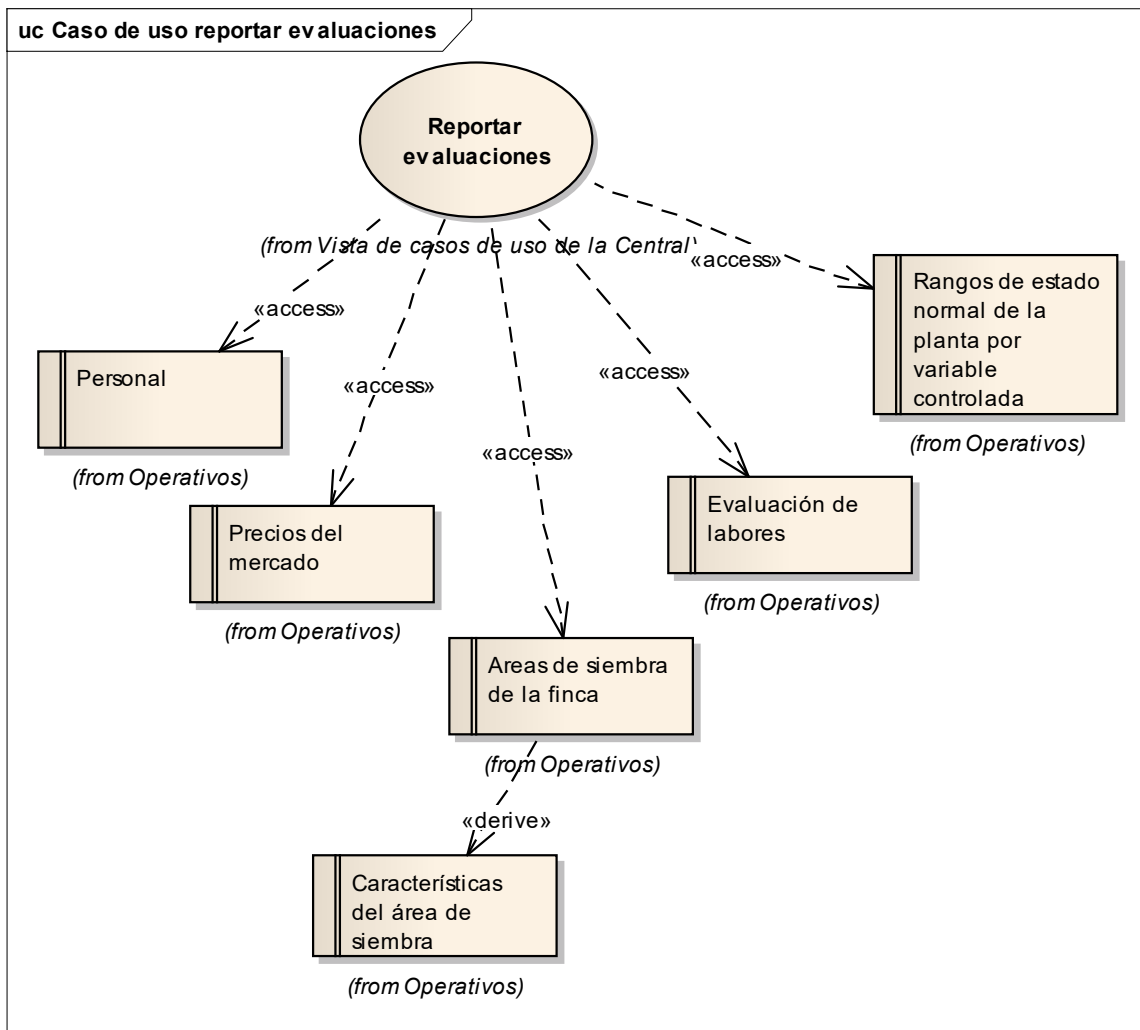 uc Caso de uso reportar evaluaciones
Reportar
evaluaciones
(from Vista de casos de uso de la Central
«access»
«access»
«access»
«access»
«access»
Rangos de estado
normal de la
planta por
variable
controlada
(from Operativos)
Personal
(from Operativos)
Precios del
mercado
(from Operativos)
Evaluación de
labores
(from Operativos)
Areas de siembra
de la finca
(from Operativos)
«derive»
Características
del área de
siembra
(from Operativos)